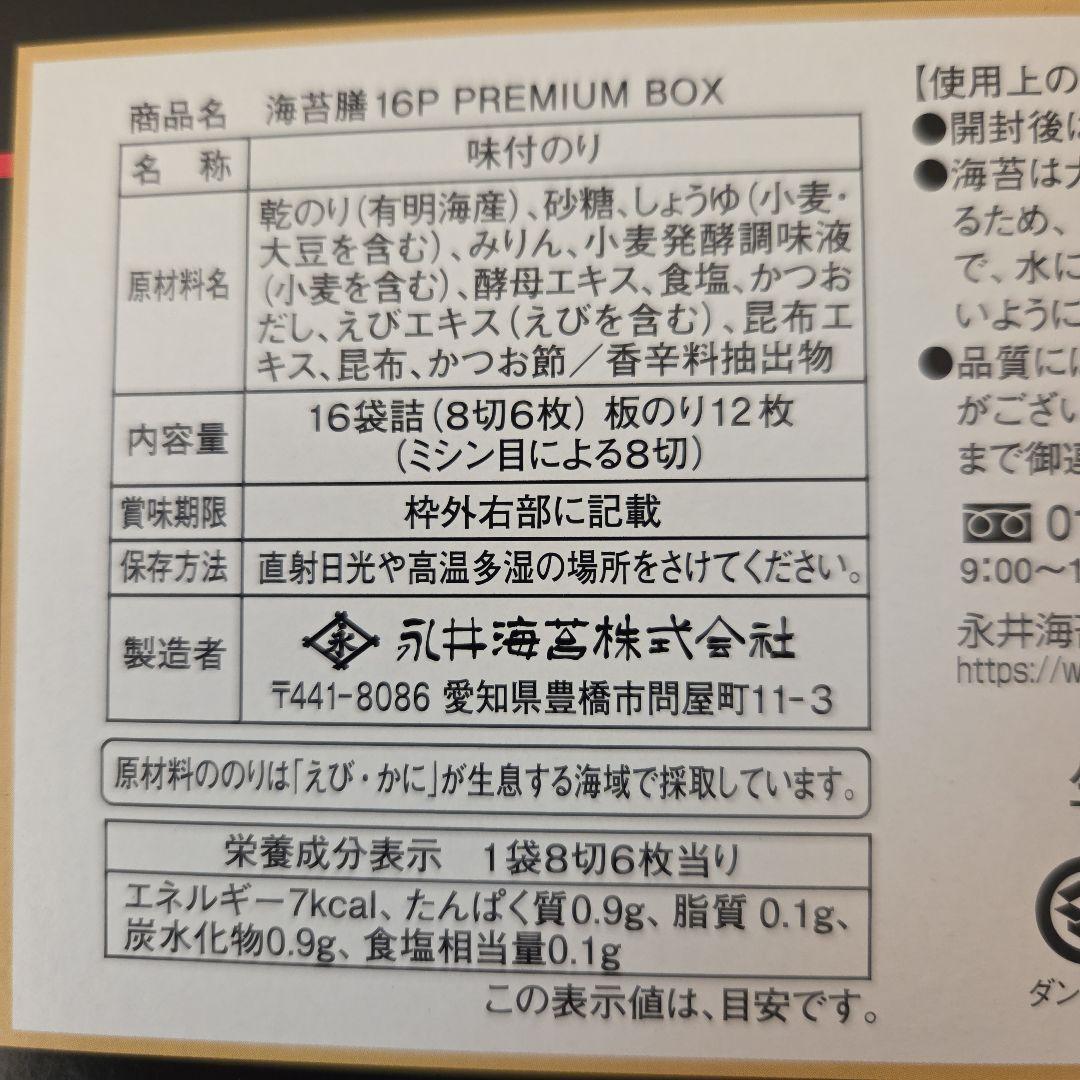 商品名 海苔膳16P PREMIUM BOX
名称 味付のり
原材料名
乾のり(有明海産)、砂糖、しょうゆ(小麦・
大豆を含む)、みりん、小麦発酵調味液
(小麦を含む)、酵母エキス、食塩、かつお
だし、えびエキス(えびを含む)、昆布エ
キス、昆布、かつお節／香辛料抽出物
内容量
16袋詰(8切6枚) 板のり12枚
(ミシン目による8切)
賞味期限 枠外右部に記載
保存方法 直射日光や高温多湿の場所をさけてください。
製造者
永 永井海苔株式会社
〒441-8086 愛知県豊橋市問屋町11-3
原材料ののりは「えび・かに」が生息する海域で採取しています。
栄養成分表示 1袋8切6枚当り
エネルギー7kcal、たんぱく質0.9g、脂質 0.1g、
炭水化物0.9g、食塩相当量0.1g
この表示値は、目安です。
【使用上の
●開封後に
●海苔は
るため、
で、水に
いように
●品質に
がござい
まで御連
9:00〜1
永井海苔
https://w
ダン